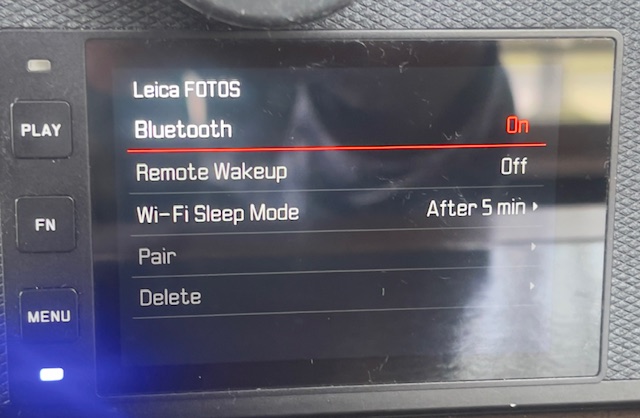 Leica FOTOS
Bluetooth On
Remote Wakeup Off
Wi-Fi Sleep Mode After 5 min
Pair
Delete
PLAY
FN
MENU